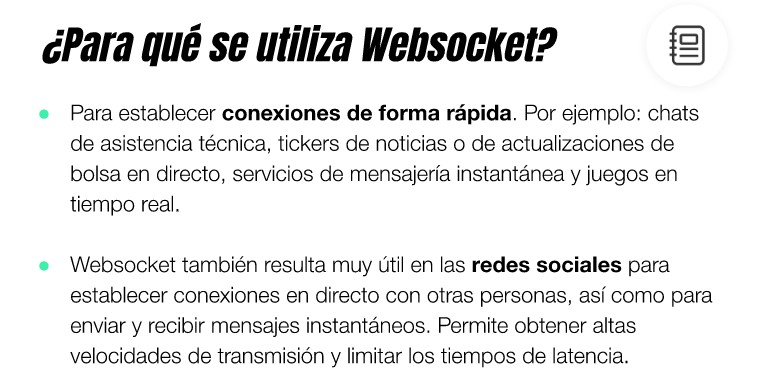 ¿Para qué se utiliza Websocket?
Para establecer conexiones de forma rápida. Por ejemplo: chats
de asistencia técnica, tickers de noticias o de actualizaciones de
bolsa en directo, servicios de mensajería instantánea y juegos en
tiempo real.
Websocket también resulta muy útil en las redes sociales para
establecer conexiones en directo con otras personas, así como para
enviar y recibir mensajes instantáneos. Permite obtener altas
velocidades de transmisión y limitar los tiempos de latencia.